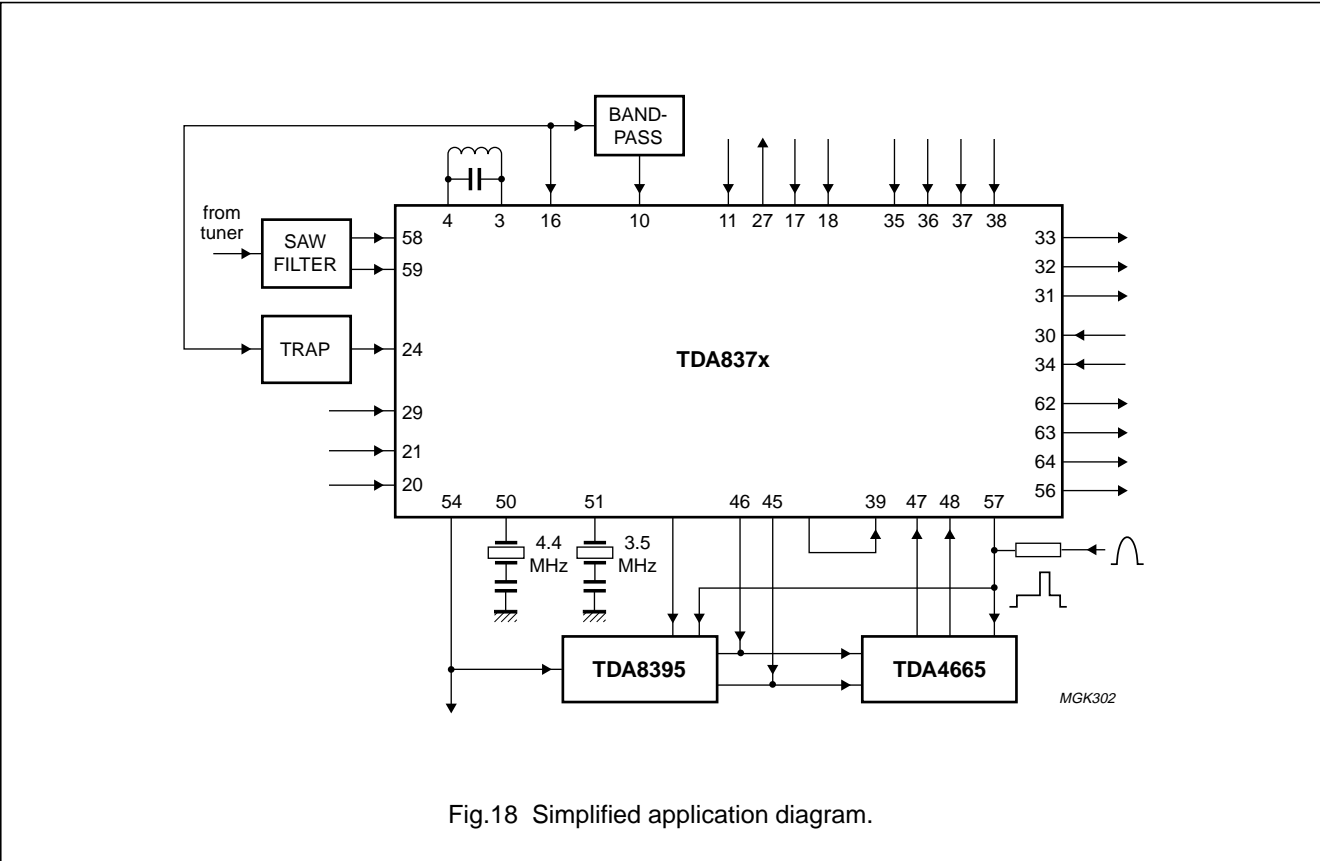 BAND-
PASS
from
tuner
SAW
FILTER
TRAP
4 3 16 10 11 27 17 18 35 36 37 38
58
59
24
29
21
20
TDA837x
33
32
31
30
34
62
63
64
56
54 50 51 46 45 39 47 48 57
4.4
MHz
3.5
MHz
TDA8395
TDA4665
MGK302
Fig.18 Simplified application diagram.